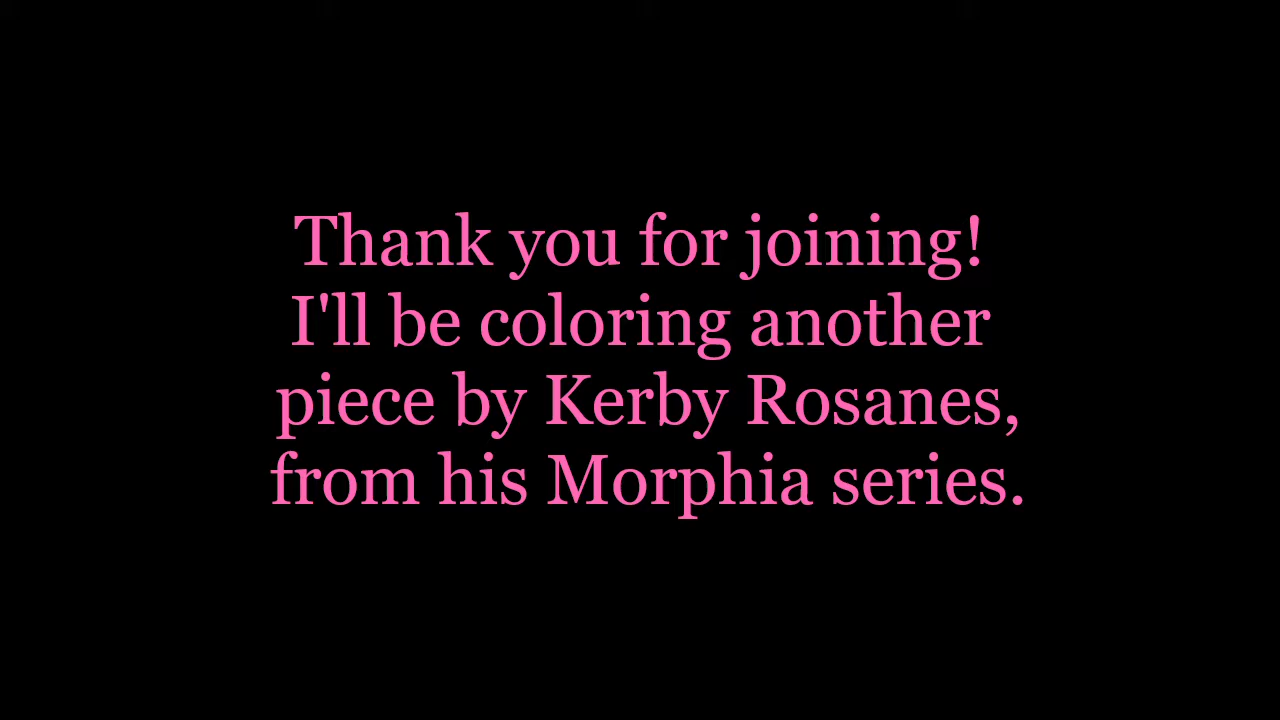 Thank you for joining!
I'll be coloring another
piece by Kerby Rosanes,
from his Morphia series.